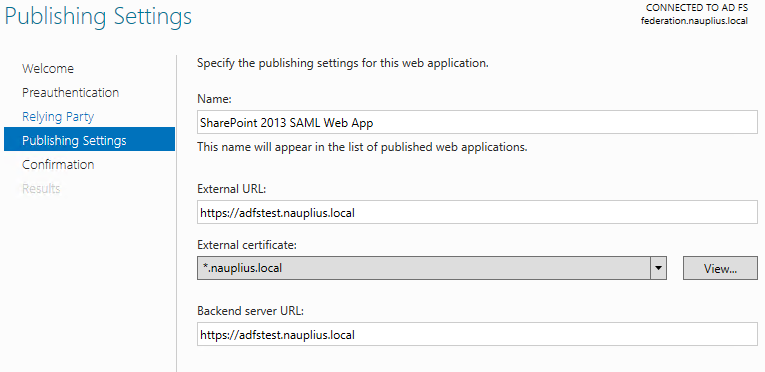 Publishing Settings
CONNECTED TO AD FS
federation.nauplius.local
Welcome
Preauthentication
Relying Party
Publishing Settings
Confirmation
Results
Specify the publishing settings for this web application.
Name:
SharePoint 2013 SAML Web App
This name will appear in the list of published web applications.
External URL:
https://adfstest.nauplius.local
External certificate:
*.nauplius.local
View...
Backend server URL:
https://adfstest.nauplius.local